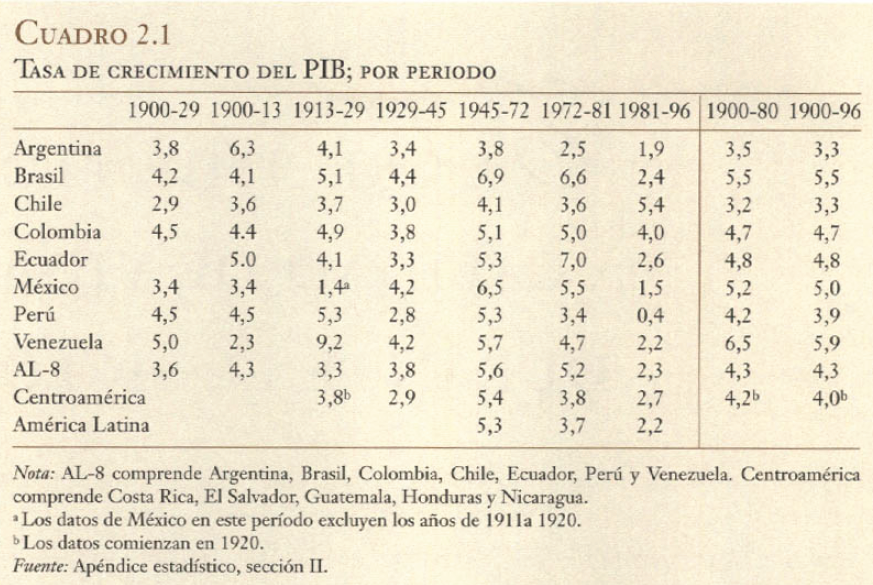 CUADRO 2.1
TASA DE CRECIMIENTO DEL PIB; POR PERIODO
1900-29 1900-13 1913-29 1929-45 1945-72 1972-81 1981-96 1900-80 1900-96
Argentina 3,8 6,3 4,1 3,4 3,8 2,5 1,9 3,5 3,3
Brasil 4,2 4,1 5,1 4,4 6,9 6,6 2,4 5,5 5,5
Chile 2,9 3,6 3,7 3,0 4,1 3,6 5,4 3,2 3,3
Colombia 4,5 4.4 4,9 3,8 5,1 5,0 4,0 4,7 4,7
Ecuador 5.0 4,1 3,3 5,3 7,0 2,6 4,8 4,8
México 3,4 3,4 1,4ª 4,2 6,5 5,5 1,5 5,2 5,0
Perú 4,5 4,5 5,3 2,8 5,3 3,4 0,4 4,2 3,9
Venezuela 5,0 2,3 9,2 4,2 5,7 4,7 2,2 6,5 5,9
AL-8 3,6 4,3 3,3 3,8 5,6 5,2 2,3 4,3 4,3
Centroamérica 3,8ᵇ 2,9 5,4 3,8 2,7 4,2ᵇ 4,0ᵇ
América Latina 5,3 3,7 2,2
Nota: AL-8 comprende Argentina, Brasil, Colombia, Chile, Ecuador, Perú y Venezuela. Centroamérica
comprende Costa Rica, El Salvador, Guatemala, Honduras y Nicaragua.
ª Los datos de México en este período excluyen los años de 1911a 1920.
ᵇ Los datos comienzan en 1920.
Fuente: Apéndice estadístico, sección II.